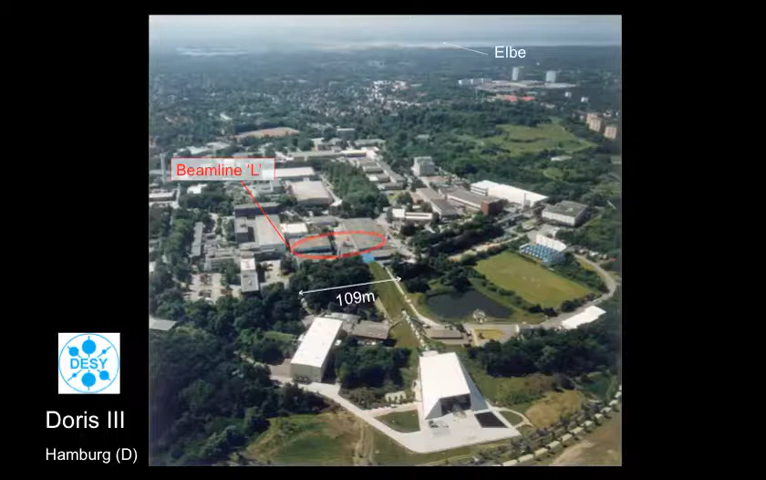 Elbe
Beamline 'L'
109m
DESY
Doris III
Hamburg (D)